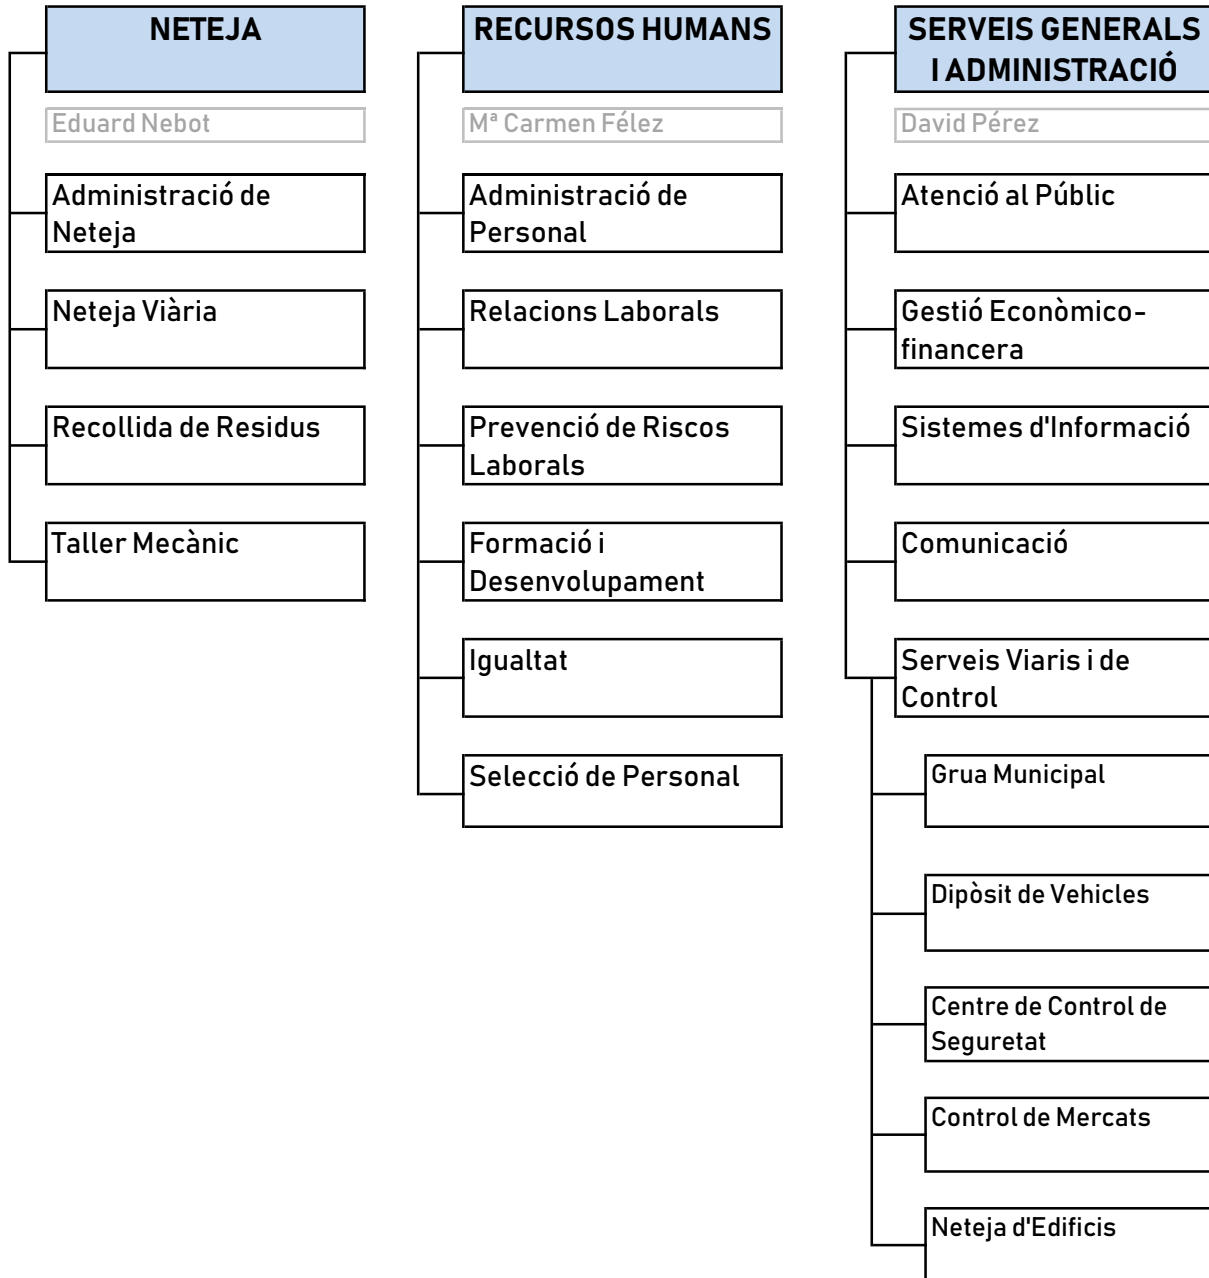 NETEJA
Eduard Nebot
Administració de
Neteja
Neteja Viària
Recollida de Residus
Taller Mecànic
RECURSOS HUMANS
Mª Carmen Félez
Administració de
Personal
Relacions Laborals
Prevenció de Riscos
Laborals
Formació i
Desenvolupament
Igualtat
Selecció de Personal
SERVEIS GENERALS
I ADMINISTRACIÓ
David Pérez
Atenció al Públic
Gestió Econòmico-
financera
Sistemes d'Informació
Comunicació
Serveis Viaris i de
Control
Grua Municipal
Dipòsit de Vehicles
Centre de Control de
Seguretat
Control de Mercats
Neteja d'Edificis